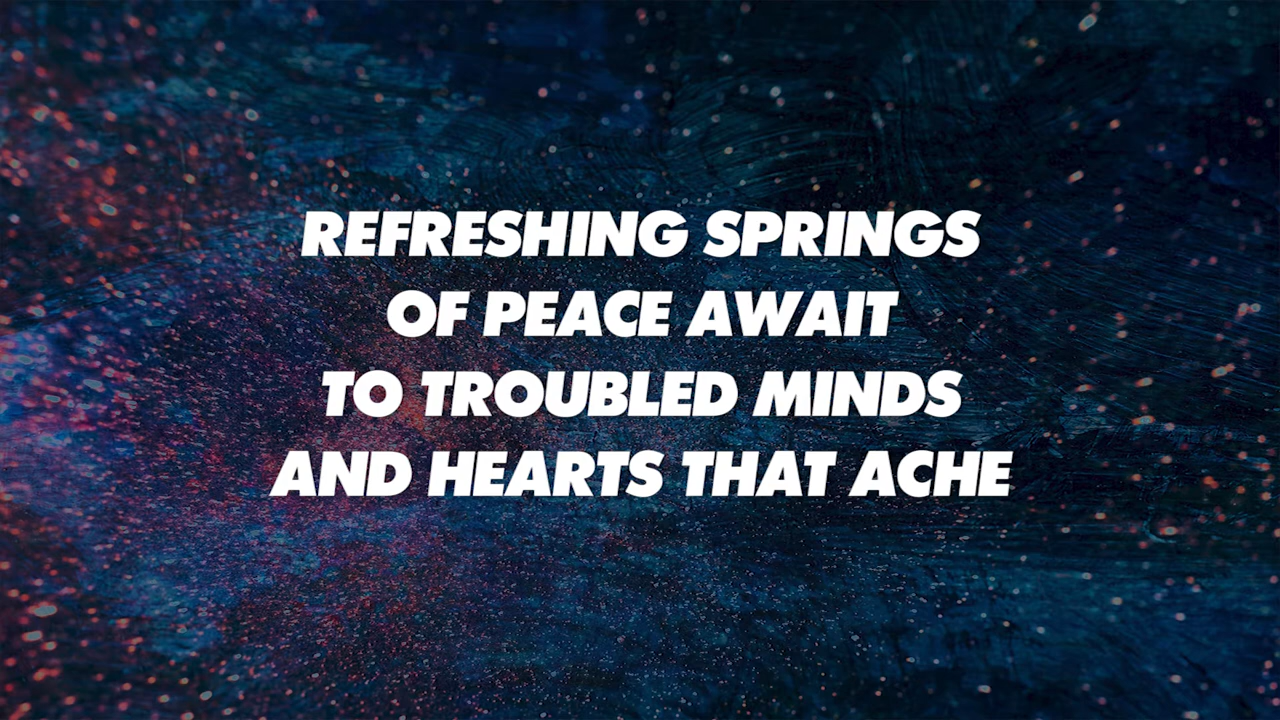 REFRESHING SPRINGS
OF PEACE AWAIT
TO TROUBLED MINDS
AND HEARTS THAT ACHE